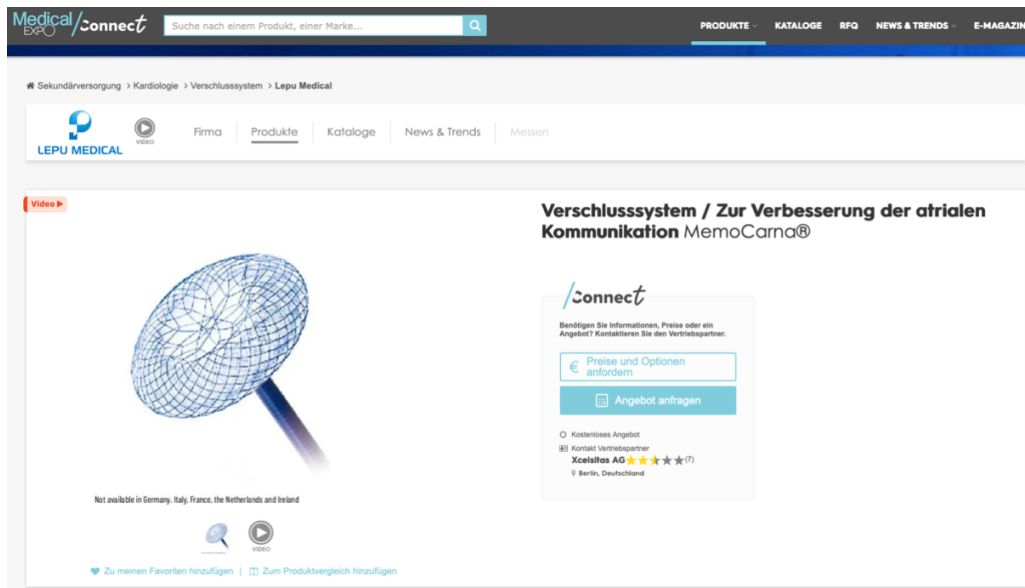 Medical EXPO Connect
Suche nach einem Produkt, einer Marke...
PRODUKTE KATALOGE RFQ NEWS & TRENDS E-MAGAZIN
Sekundärversorgung > Kardiologie > Verschlusssystem > Lepu Medical
LEPU MEDICAL
VIDEO
Firma Produkte Kataloge News & Trends Messen
Video
Verschlusssystem / Zur Verbesserung der atrialen
Kommunikation MemoCarna®
Connect
Benötigen Sie Informationen, Preise oder ein
Angebot? Kontaktieren Sie den Vertriebspartner.
€ Preise und Optionen
anfordern
Angebot anfragen
Kostenloses Angebot
Kontakt Vertriebspartner
Xcelsitas AG (7)
Berlin, Deutschland
Not available in Germany, Italy, France, the Netherlands and Ireland
VIDEO
Zu meinen Favoriten hinzufügen | Zum Produktvergleich hinzufügen